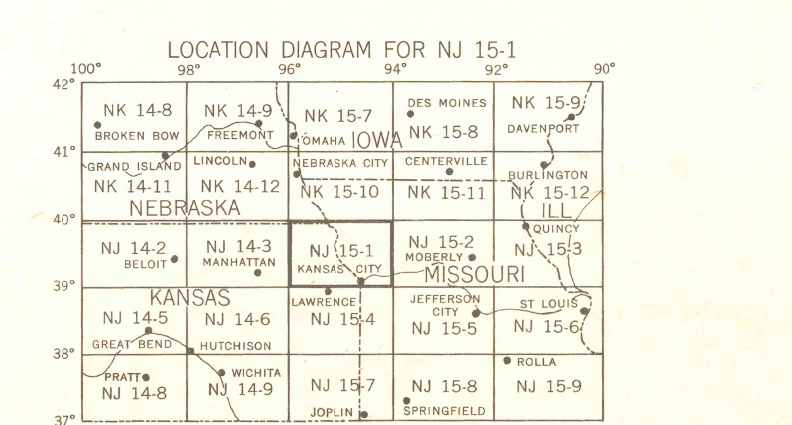 LOCATION DIAGRAM FOR NJ 15-1
100° 98° 96° 94° 92° 90°
42°
NK 14-8
BROKEN BOW
NK 14-9
FREEMONT
NK 15-7
OMAHA
IOWA
DES MOINES
NK 15-8
NK 15-9
DAVENPORT
41°
GRAND ISLAND
NK 14-11
LINCOLN
NK 14-12
NEBRASKA CITY
NK 15-10
CENTERVILLE
NK 15-11
BURLINGTON
NK 15-12
NEBRASKA
ILL
40°
NJ 14-2
BELOIT
NJ 14-3
MANHATTAN
NJ 15-1
KANSAS CITY
NJ 15-2
MOBERLY
QUINCY
NJ 15-3
MISSOURI
39°
KANSAS
NJ 14-5
GREAT BEND
NJ 14-6
HUTCHISON
LAWRENCE
NJ 15-4
JEFFERSON
CITY
NJ 15-5
ST LOUIS
NJ 15-6
38°
PRATT
NJ 14-8
WICHITA
NJ 14-9
NJ 15-7
JOPLIN
NJ 15-8
SPRINGFIELD
ROLLA
NJ 15-9
37°